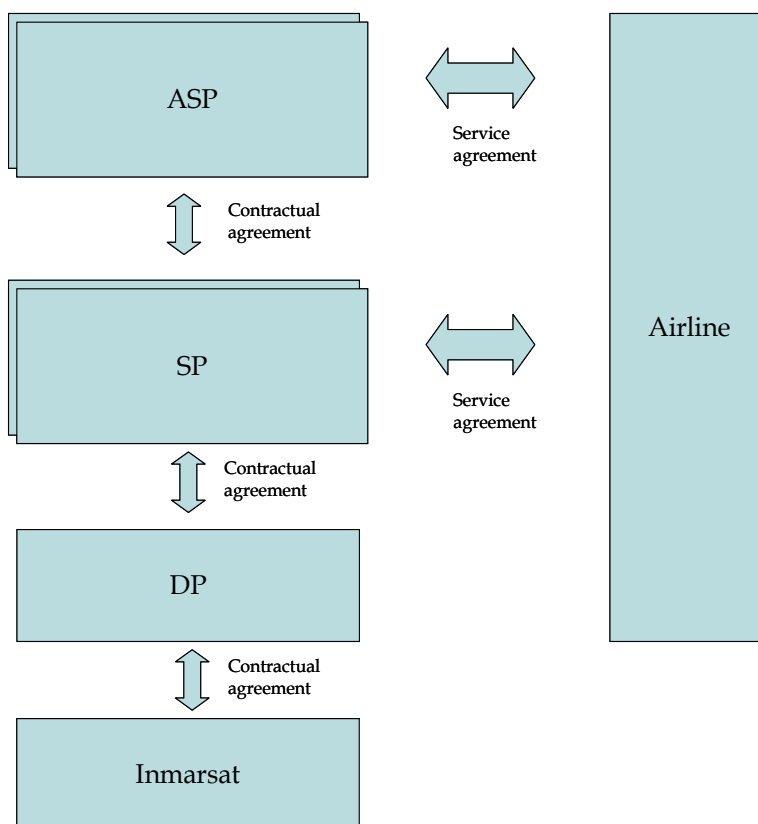 ASP
Service
agreement
Contractual
agreement
SP
Airline
Service
agreement
Contractual
agreement
DP
Contractual
agreement
Inmarsat